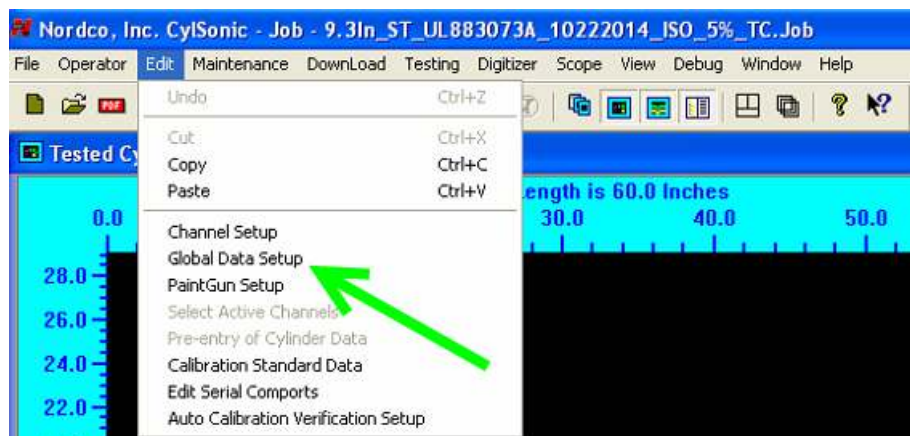 Nordco, Inc. CylSonic - Job - 9.3In_ST_UL883073A_10222014_ISO_5%_TC.Job
File Operator Edit Maintenance DownLoad Testing Digitizer Scope View Debug Window Help
PDF
Undo Ctrl+Z
Cut Ctrl+X
Copy Ctrl+C
Paste Ctrl+V
Channel Setup
Global Data Setup
PaintGun Setup
Select Active Channels
Pre-entry of Cylinder Data
Calibration Standard Data
Edit Serial Comports
Auto Calibration Verification Setup
Tested Cy
ength is 60.0 Inches
0.0 30.0 40.0 50.0
28.0
26.0
24.0
22.0